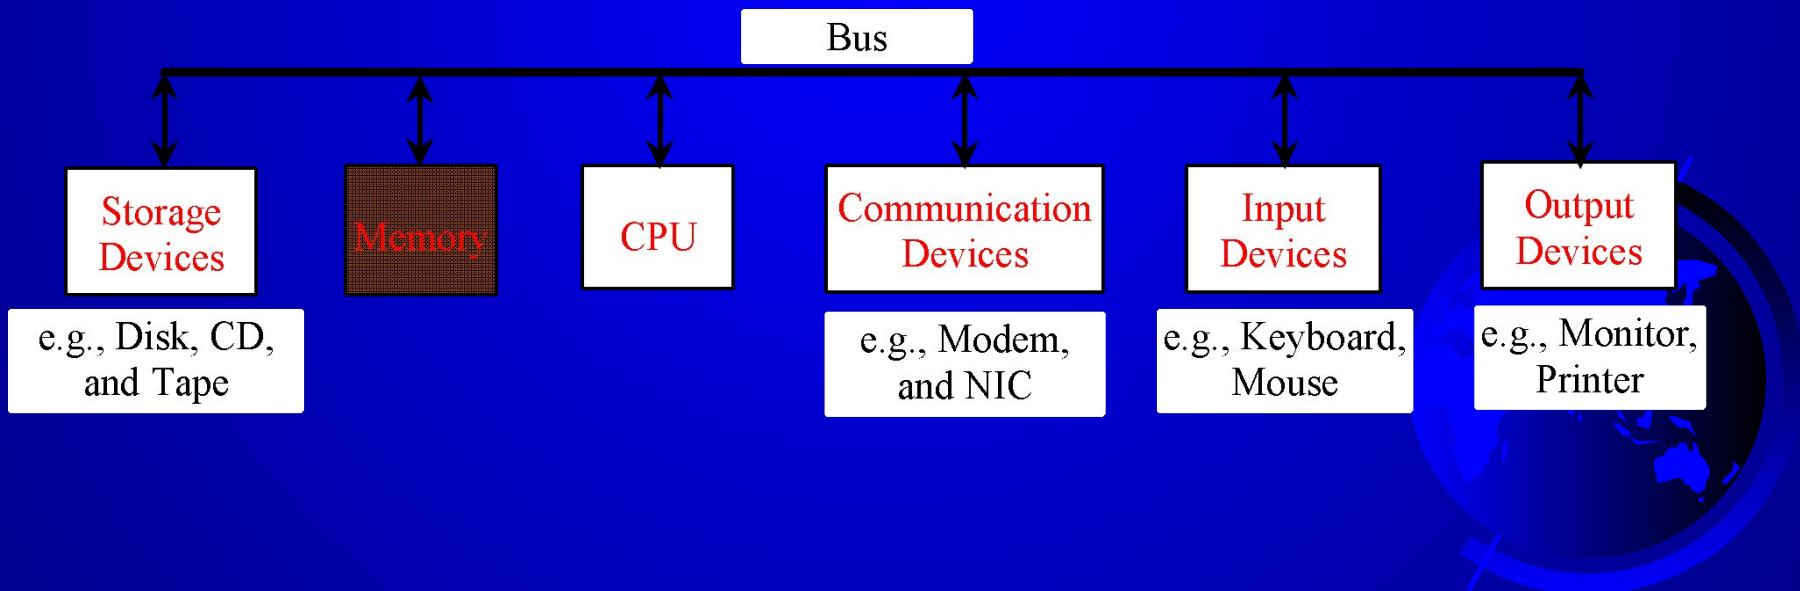 Bus
Storage
Devices
Memory
CPU
Communication
Devices
Input
Devices
Output
Devices
e.g., Disk, CD,
and Tape
e.g., Modem,
and NIC
e.g., Keyboard,
Mouse
e.g., Monitor,
Printer